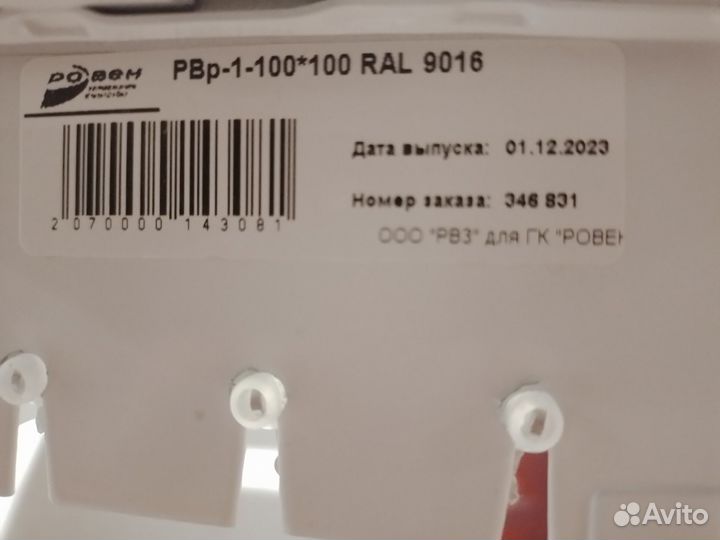 РОВЕН
РВр-1-100*100 RAL 9016
Дата выпуска: 01.12.2023
Номер заказа: 346 831
2 070000 143081
ООО "РВЗ" для ГК "РОВЕН
Avito